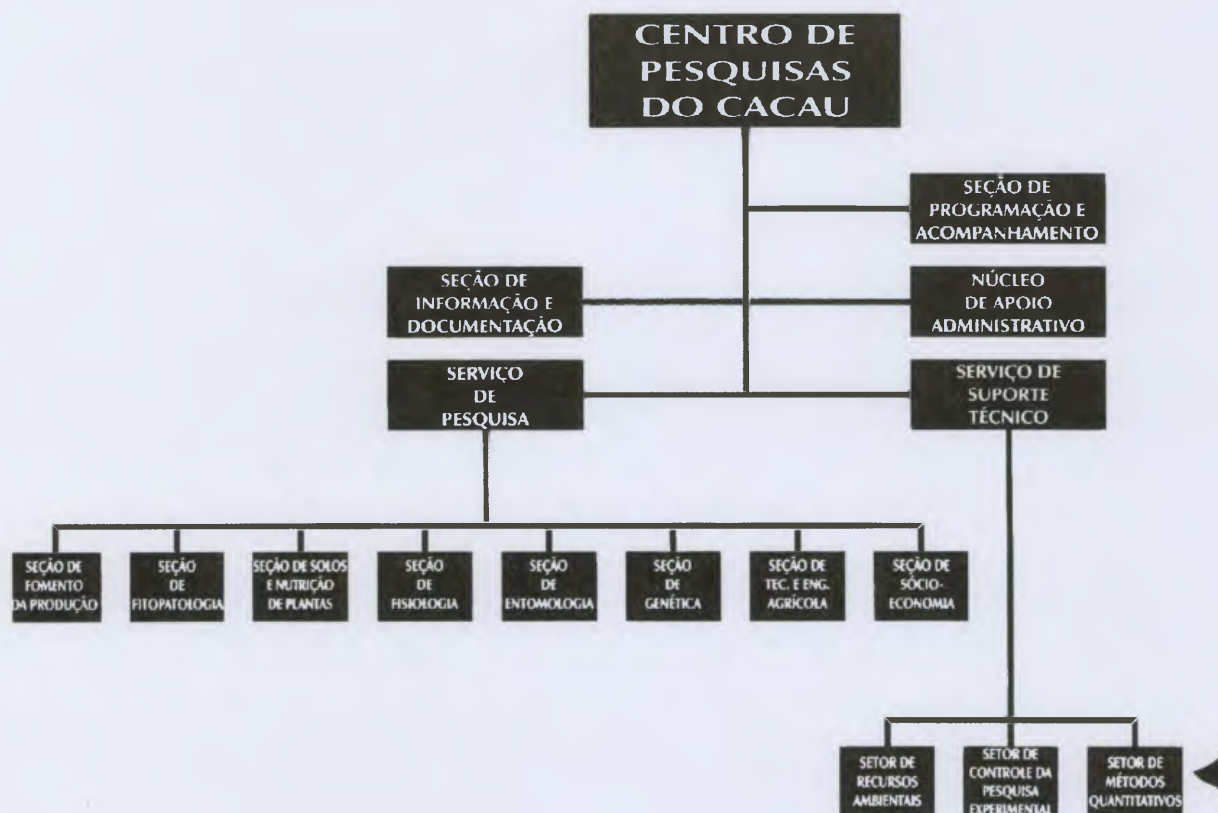 CENTRO DE
PESQUISAS
DO CACAU
SEÇÃO DE
PROGRAMAÇÃO E
ACOMPANHAMENTO
SEÇÃO DE
INFORMAÇÃO E
DOCUMENTAÇÃO
NÚCLEO
DE APOIO
ADMINISTRATIVO
SERVIÇO
DE
PESQUISA
SERVIÇO DE
SUPORTE
TÉCNICO
SEÇÃO DE
FOMENTO
DA PRODUÇÃO
SEÇÃO
DE
FITOPATOLOGIA
SEÇÃO DE SOLOS
E NUTRIÇÃO
DE PLANTAS
SEÇÃO
DE
FISIOLOGIA
SEÇÃO
DE
ENTOMOLOGIA
SEÇÃO
DE
GENÉTICA
SEÇÃO DE
TEC. E ENG.
AGRÍCOLA
SEÇÃO DE
SÓCIO-
ECONOMIA
SETOR DE
RECURSOS
AMBIENTAIS
SETOR DE
CONTROLE DA
PESQUISA
EXPERIMENTAL
SETOR DE
MÉTODOS
QUANTITATIVOS